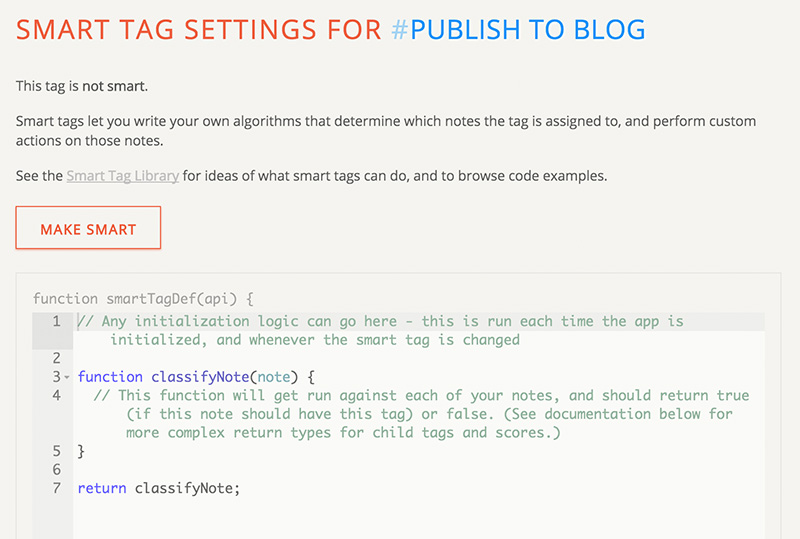 SMART TAG SETTINGS FOR #PUBLISH TO BLOG
This tag is not smart.
Smart tags let you write your own algorithms that determine which notes the tag is assigned to, and perform custom
actions on those notes.
See the Smart Tag Library for ideas of what smart tags can do, and to browse code examples.
MAKE SMART
function smartTagDef(api) {
1 // Any initialization logic can go here - this is run each time the app is
initialized, and whenever the smart tag is changed
2
3 function classifyNote(note) {
4 // This function will get run against each of your notes, and should return true
(if this note should have this tag) or false. (See documentation below for
more complex return types for child tags and scores.)
5 }
6
7 return classifyNote;